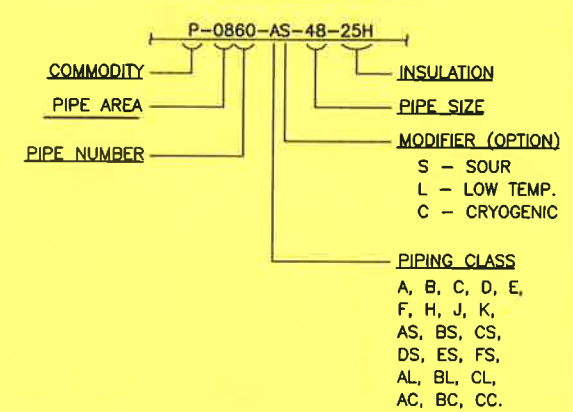 P-0860-AS-48-25H
COMMODITY
INSULATION
PIPE AREA
PIPE SIZE
PIPE NUMBER
MODIFIER (OPTION)
S - SOUR
L - LOW TEMP.
C - CRYOGENIC
PIPING CLASS
A, B, C, D, E,
F, H, J, K,
AS, BS, CS,
DS, ES, FS,
AL, BL, CL,
AC, BC, CC.